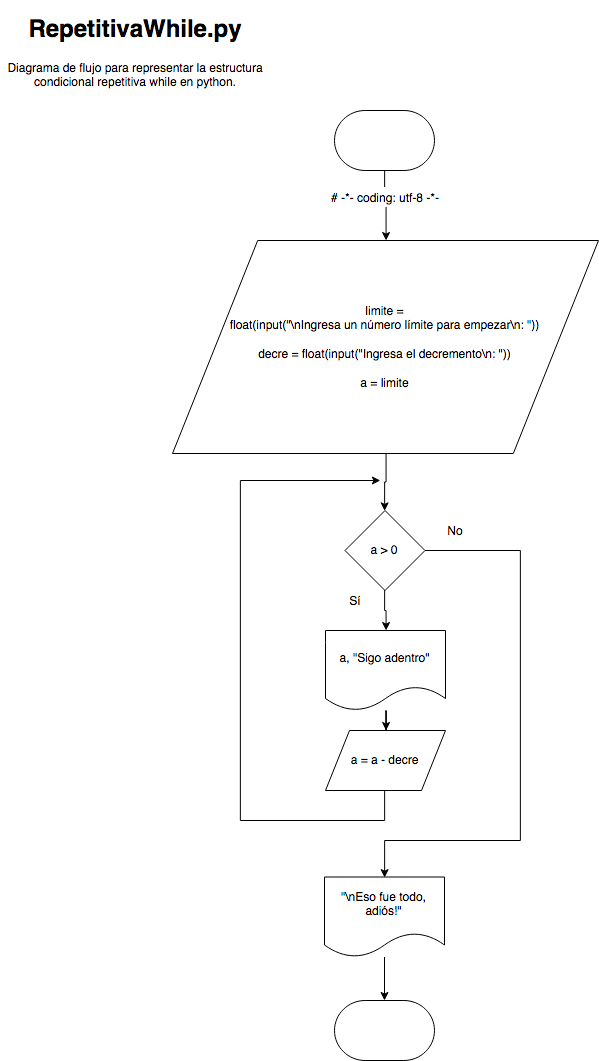 RepetitivaWhile.py
Diagrama de flujo para representar la estructura
condicional repetitiva while en python.
# -*- coding: utf-8 -*-
limite =
float(input("\nIngresa un número límite para empezar\n: "))
decre = float(input("Ingresa el decremento\n: "))
a = limite
a > 0
No
Sí
a, "Sigo adentro"
a = a - decre
"\nEso fue todo,
adiós!"